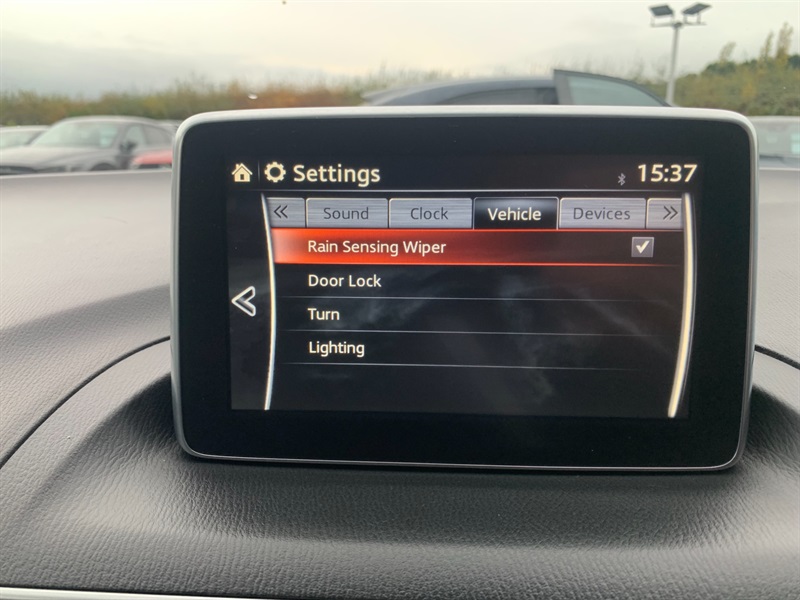 Settings 15:37
« Sound Clock Vehicle Devices »
Rain Sensing Wiper
Door Lock
Turn
Lighting